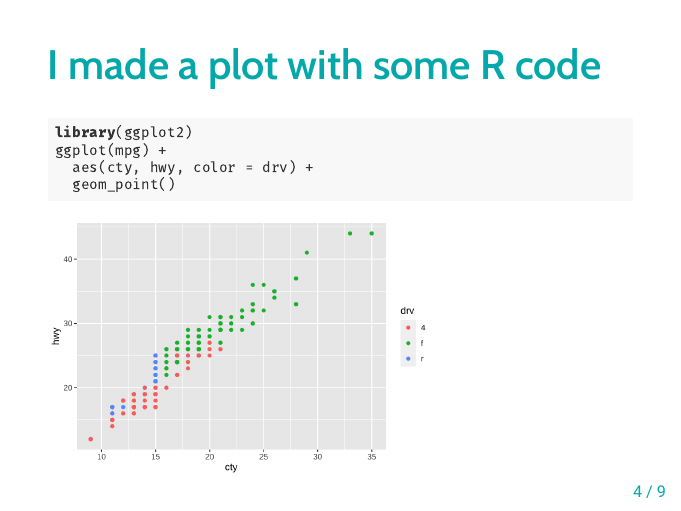 I made a plot with some R code
library(ggplot2)
ggplot(mpg) +
  aes(cty, hwy, color = drv) +
  geom_point()
40
30
20
hwy
10 15 20 25 30 35
cty
drv
4
f
r
4 / 9